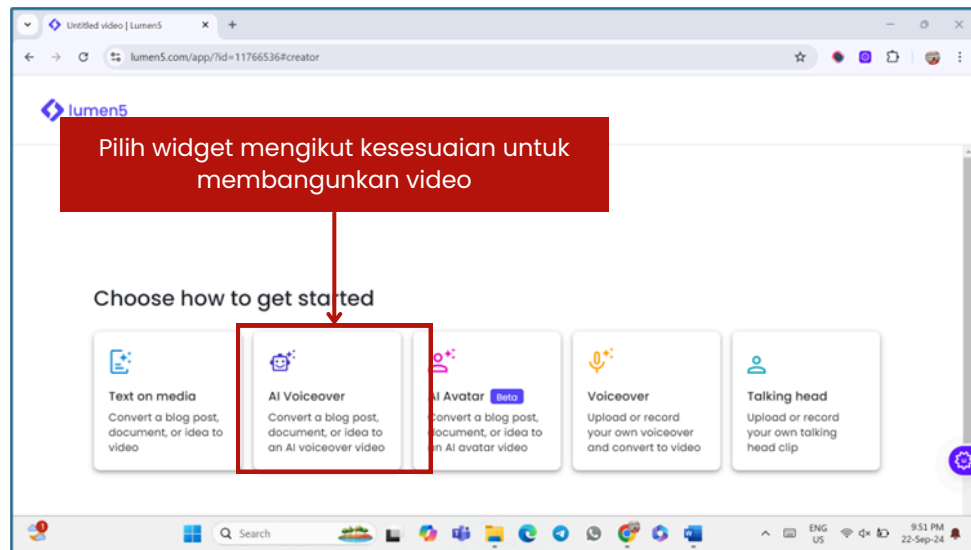 Untitled video | Lumen5
lumen5.com/app/?id=11766536#creator
lumen5
Pilih widget mengikut kesesuaian untuk
membangunkan video
Choose how to get started
Text on media
Convert a blog post,
document, or idea to
video
AI Voiceover
Convert a blog post,
document, or idea to
an AI voiceover video
AI Avatar Beta
Convert a blog post,
document, or idea to
an AI avatar video
Voiceover
Upload or record
your own voiceover
and convert to video
Talking head
Upload or record
your own talking
head clip
1
Search
ENG
US
9:51 PM
22-Sep-24